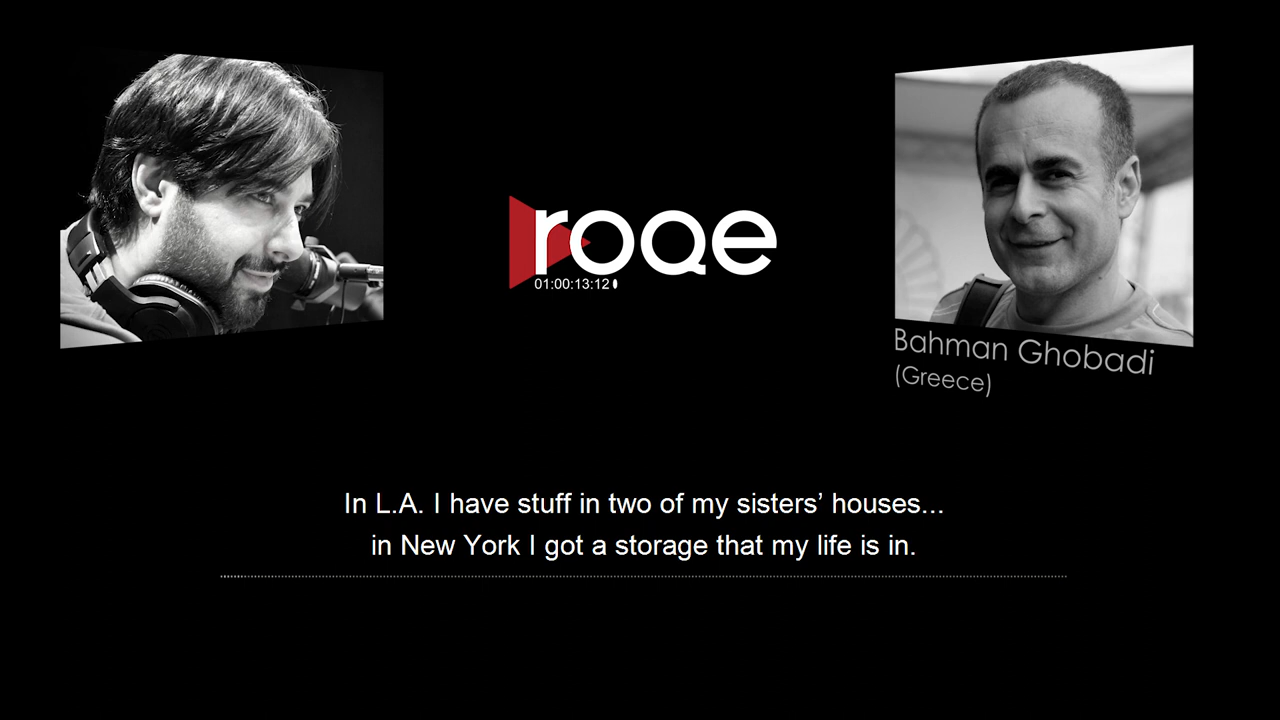 roqe
01:00:13:12
Bahman Ghobadi
(Greece)
In L.A. I have stuff in two of my sisters’ houses...
in New York I got a storage that my life is in.